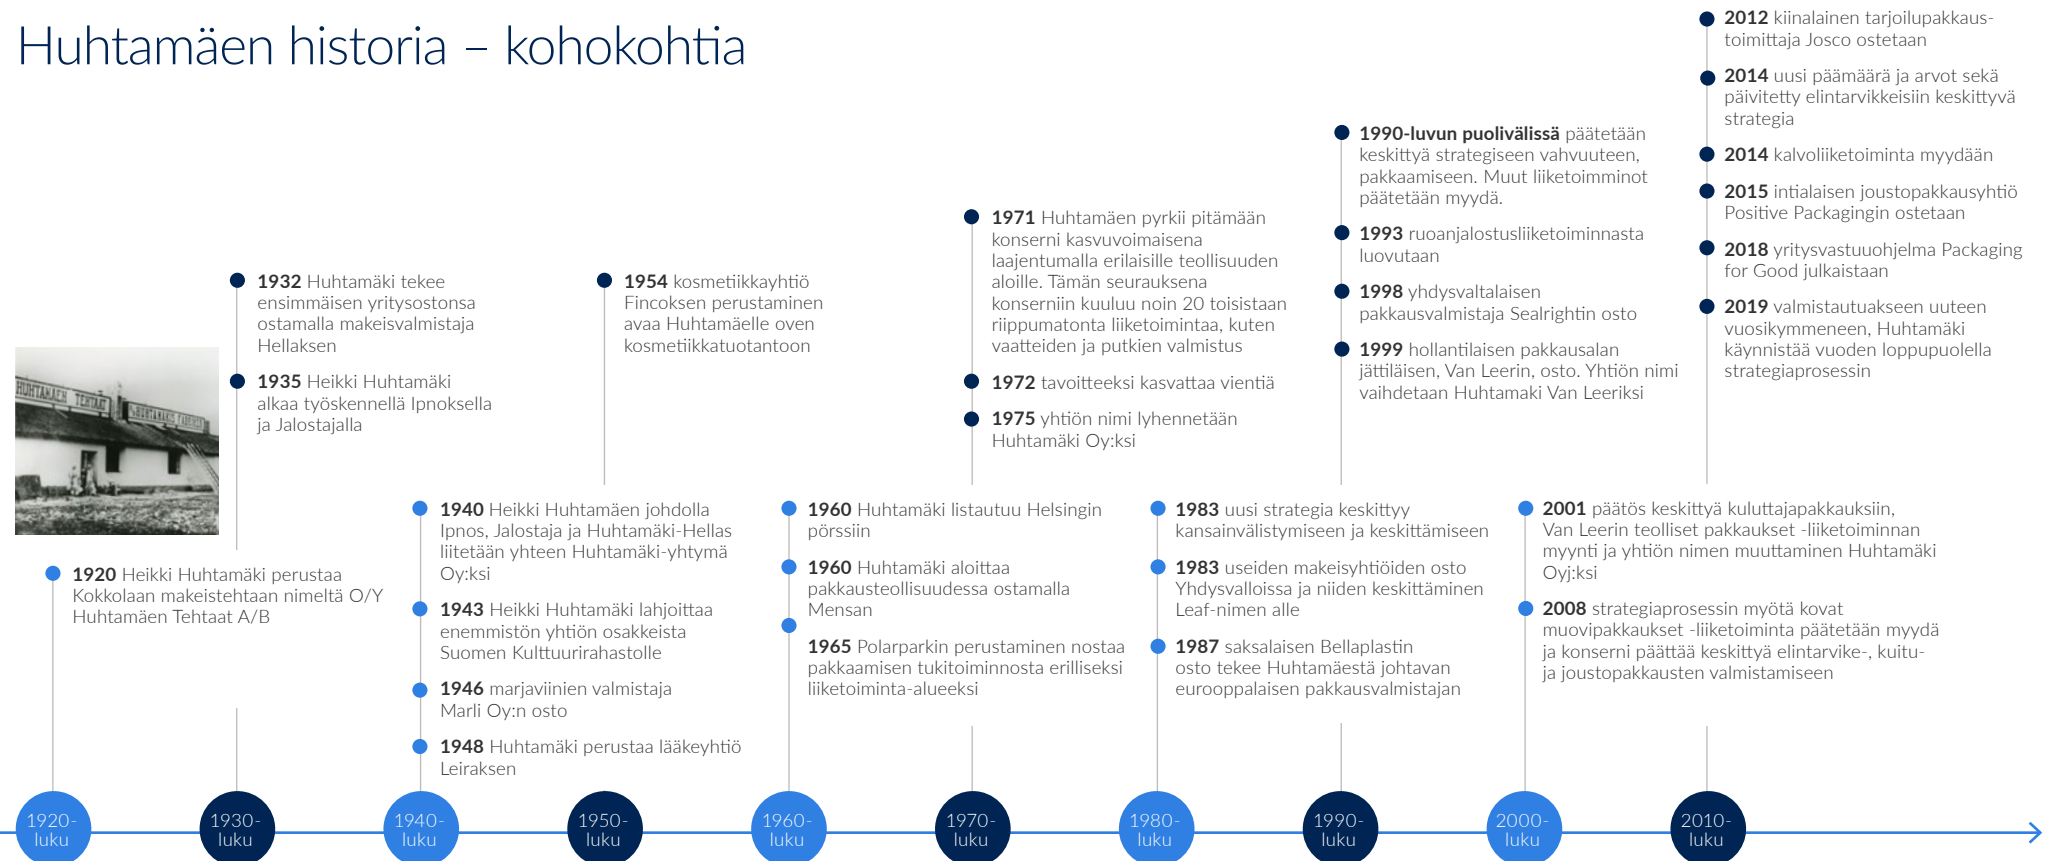 Huhtamäen historia – kohokohtia
HUHTAMÄEN TEHTAAT
1920 Heikki Huhtamäki perustaa
Kokkolaan makeistehtaan nimeltä O/Y
Huhtamäen Tehtaat A/B
1932 Huhtamäki tekee
ensimmäisen yritysostonsa
ostamalla makeisvalmistaja
Hellaksen
1935 Heikki Huhtamäki
alkaa työskennellä Ipnoksella
ja Jalostajalla
1940 Heikki Huhtamäen johdolla
Ipnos, Jalostaja ja Huhtamäki-Hellas
liitetään yhteen Huhtamäki-yhtymä
Oy:ksi
1943 Heikki Huhtamäki lahjoittaa
enemmistön yhtiön osakkeista
Suomen Kulttuurirahastolle
1946 marjaviinien valmistaja
Marli Oy:n osto
1948 Huhtamäki perustaa lääkeyhtiö
Leiraksen
1954 kosmetiikkayhtiö
Fincoksen perustaminen
avaa Huhtamäelle oven
kosmetiikkatuotantoon
1960 Huhtamäki listautuu Helsingin
pörssiin
1960 Huhtamäki aloittaa
pakkausteollisuudessa ostamalla
Mensan
1965 Polarparkin perustaminen nostaa
pakkaamisen tukitoiminnosta erilliseksi
liiketoiminta-alueeksi
1971 Huhtamäen pyrkii pitämään
konserni kasvuvoimaisena
laajentumalla erilaisille teollisuuden
aloille. Tämän seurauksena
konserniin kuuluu noin 20 toisistaan
riippumatonta liiketoimintaa, kuten
vaatteiden ja putkien valmistus
1972 tavoitteeksi kasvattaa vientiä
1975 yhtiön nimi lyhennetään
Huhtamäki Oy:ksi
1983 uusi strategia keskittyy
kansainvälistymiseen ja keskittämiseen
1983 useiden makeisyhtiöiden osto
Yhdysvalloissa ja niiden keskittäminen
Leaf-nimen alle
1987 saksalaisen Bellaplastin
osto tekee Huhtamäestä johtavan
eurooppalaisen pakkausvalmistajan
1990-luvun puolivälissä päätetään
keskittyä strategiseen vahvuuteen,
pakkaamiseen. Muut liiketoimminot
päätetään myydä.
1993 ruoanjalostusliiketoiminnasta
luovutaan
1998 yhdysvaltalaisen
pakkausvalmistaja Sealrightin osto
1999 hollantilaisen pakkausalan
jättiläisen, Van Leerin, osto. Yhtiön nimi
vaihdetaan Huhtamaki Van Leeriksi
2001 päätös keskittyä kuluttajapakkauksiin,
Van Leerin teolliset pakkaukset -liiketoiminnan
myynti ja yhtiön nimen muuttaminen Huhtamäki
Oyj:ksi
2008 strategiaprosessin myötä kovat
muovipakkaukset -liiketoiminta päätetään myydä
ja konserni päättää keskittyä elintarvike-, kuitu-
ja joustopakkausten valmistamiseen
2012 kiinalainen tarjoilupakkaus-
toimittaja Josco ostetaan
2014 uusi päämäärä ja arvot sekä
päivitetty elintarvikkeisiin keskittyvä
strategia
2014 kalvoliiketoiminta myydään
2015 intialaisen joustopakkausyhtiö
Positive Packagingin ostetaan
2018 yritysvastuuohjelma Packaging
for Good julkaistaan
2019 valmistautuakseen uuteen
vuosikymmeneen, Huhtamäki
käynnistää vuoden loppupuolella
strategiaprosessin
1920-
luku
1930-
luku
1940-
luku
1950-
luku
1960-
luku
1970-
luku
1980-
luku
1990-
luku
2000-
luku
2010-
luku